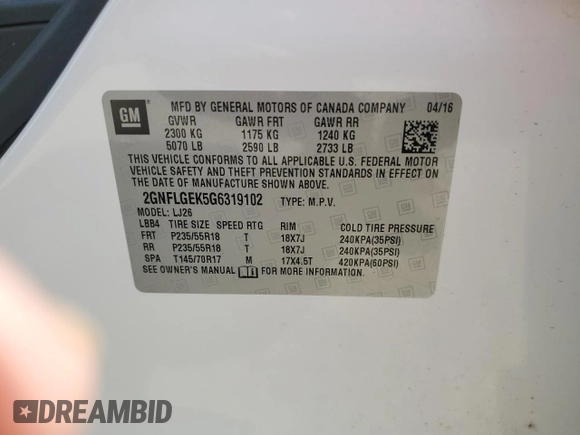 GM
MFD BY GENERAL MOTORS OF CANADA COMPANY 04/16
GVWR GAWR FRT GAWR RR
2300 KG 1175 KG 1240 KG
5070 LB 2590 LB 2733 LB
THIS VEHICLE CONFORMS TO ALL APPLICABLE U.S. FEDERAL MOTOR
VEHICLE SAFETY AND THEFT PREVENTION STANDARDS IN EFFECT ON
THE DATE OF MANUFACTURE SHOWN ABOVE.
2GNFLGEK5G6319102 TYPE: M.P.V.
MODEL: LJ26
LBB4 TIRE SIZE SPEED RTG RIM COLD TIRE PRESSURE
FRT P235/55R18 T 18X7J 240KPA(35PSI)
RR P235/55R18 T 18X7J 240KPA(35PSI)
SPA T145/70R17 M 17X4.5T 420KPA(60PSI)
SEE OWNER'S MANUAL FOR MORE INFORMATION.
© DREAMBID